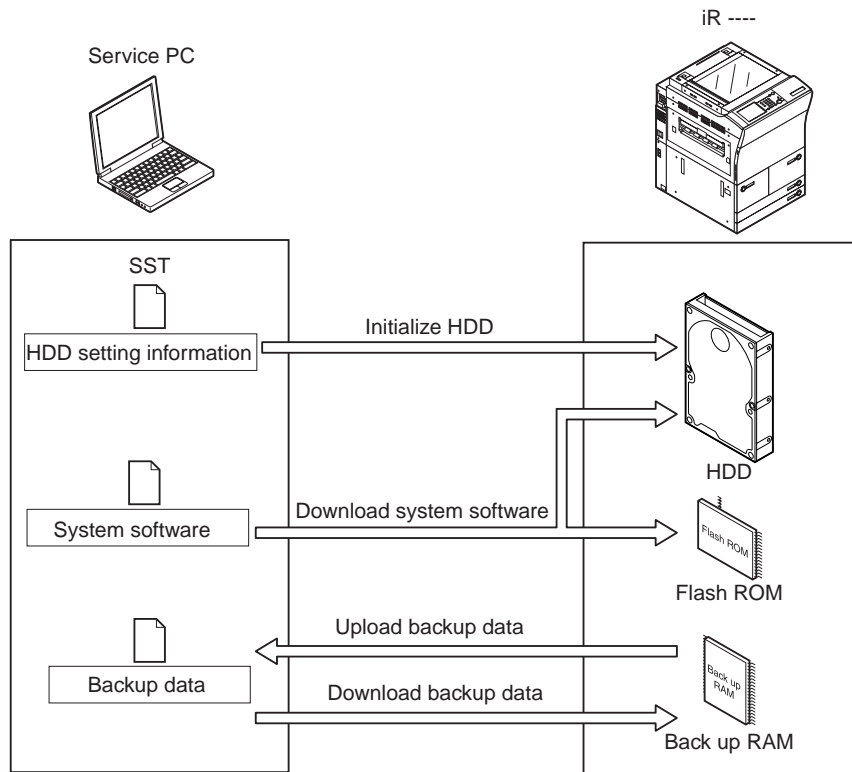 iR ----
Service PC
SST
HDD setting information
Initialize HDD
HDD
System software
Download system software
Flash ROM
Flash ROM
Upload backup data
Backup data
Download backup data
Back up
RAM
Back up RAM